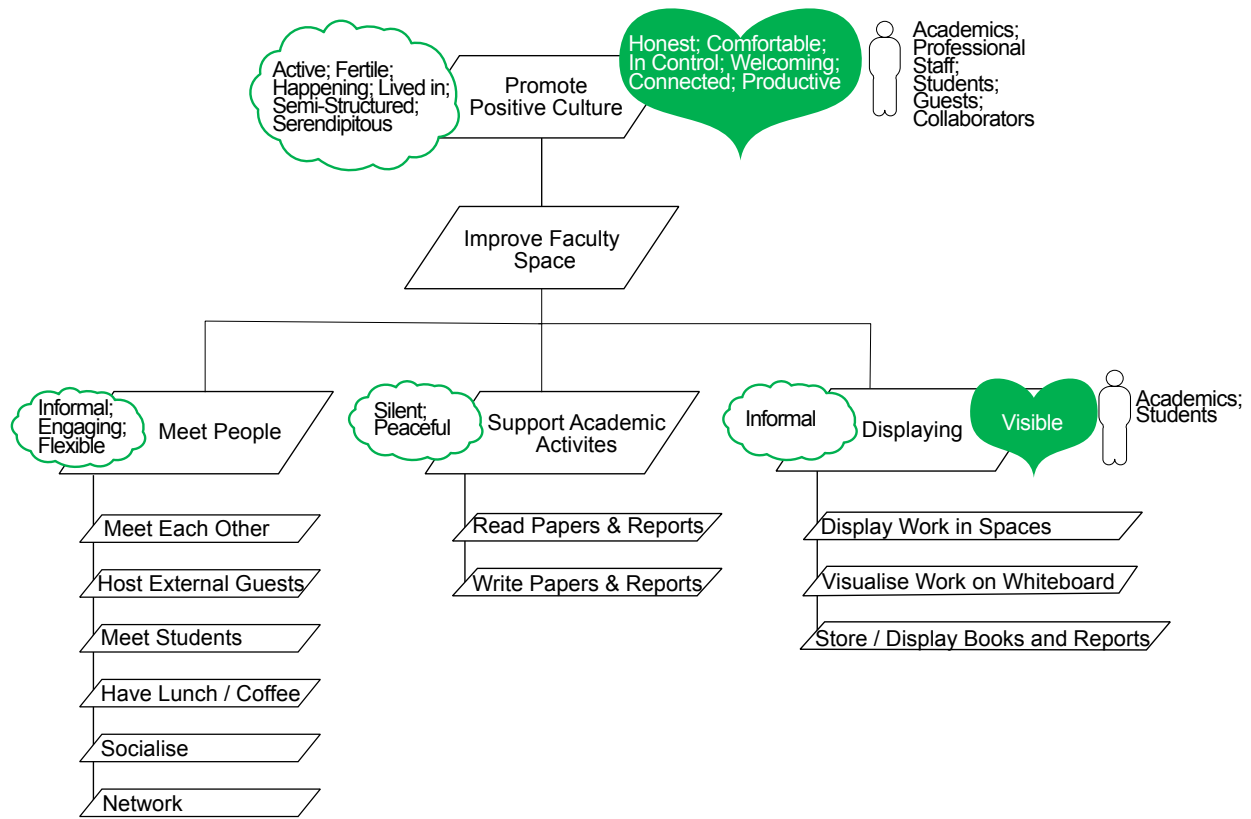 Active; Fertile;
Happening; Lived in;
Semi-Structured;
Serendipitous
Promote
Positive Culture
Honest; Comfortable;
In Control; Welcoming;
Connected; Productive
Academics;
Professional
Staff;
Students;
Guests;
Collaborators
Improve Faculty
Space
Informal;
Engaging;
Flexible
Meet People
Silent;
Peaceful
Support Academic
Activites
Informal
Displaying
Visible
Academics;
Students
Meet Each Other
Host External Guests
Meet Students
Have Lunch / Coffee
Socialise
Network
Read Papers & Reports
Write Papers & Reports
Display Work in Spaces
Visualise Work on Whiteboard
Store / Display Books and Reports